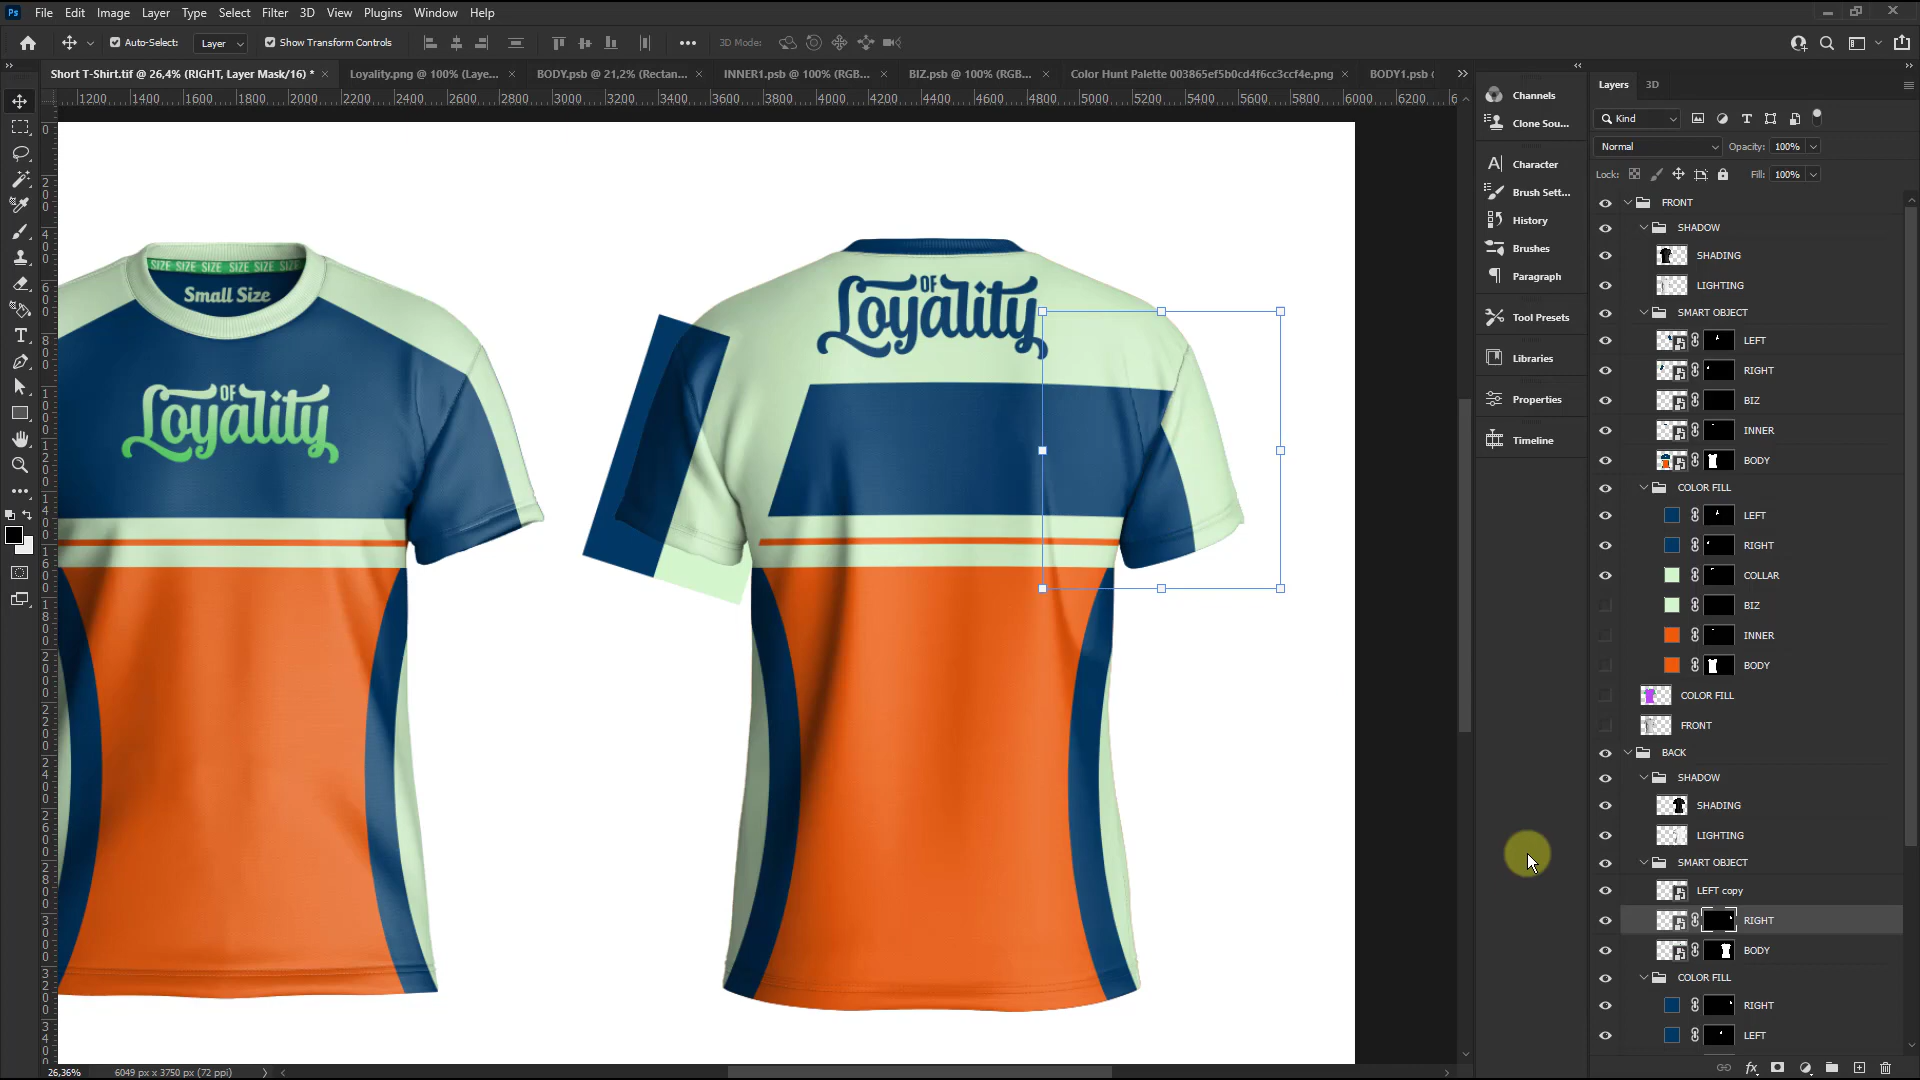 File Edit Image Layer Type Select Filter 3D View Plugins Window Help
Auto-Select: Layer Show Transform Controls 3D Mode:
Short T-Shirt.tif @ 26,4% (RIGHT, Layer Mask/16) * Loyality.png @ 100% (Laye... BODY.psb @ 21,2% (Rectan... INNER1.psb @ 100% (RGB... BIZ.psb @ 100% (RGB... Color Hunt Palette 003865ef5b0cd4f6cc3ccf4e.png BODY1.psb
1200 1400 1600 1800 2000 2200 2400 2600 2800 3000 3200 3400 3600 3800 4000 4200 4400 4600 4800 5000 5200 5400 5600 5800 6000 6200
SIZE SIZE SIZE SIZE SIZE SIZE
Small Size
OF
Loyality
OF
Loyality
Channels
Clone Sou...
Character
Brush Sett...
History
Brushes
Paragraph
Tool Presets
Libraries
Properties
Timeline
Layers 3D
Kind
Normal Opacity: 100%
Lock: Fill: 100%
FRONT
SHADOW
SHADING
LIGHTING
SMART OBJECT
LEFT
RIGHT
BIZ
INNER
BODY
COLOR FILL
LEFT
RIGHT
COLLAR
BIZ
INNER
BODY
COLOR FILL
FRONT
BACK
SHADOW
SHADING
LIGHTING
SMART OBJECT
LEFT copy
RIGHT
BODY
COLOR FILL
RIGHT
LEFT
26,36% 6049 px x 3750 px (72 ppi)